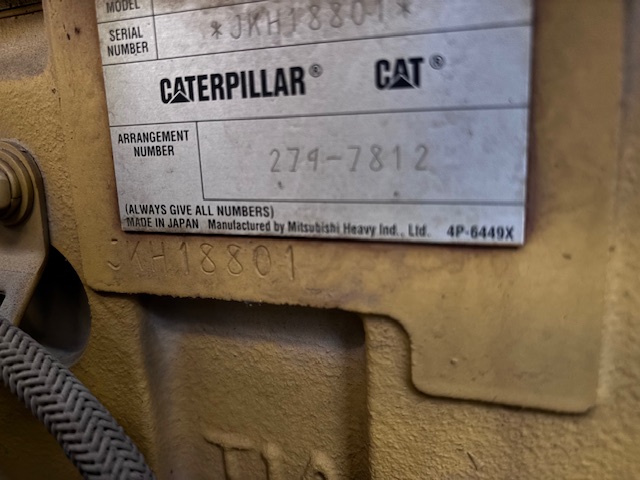 MODEL
SERIAL NUMBER *JKH18801*
CATERPILLAR® CAT®
ARRANGEMENT NUMBER 279-7812
(ALWAYS GIVE ALL NUMBERS)
MADE IN JAPAN Manufactured by Mitsubishi Heavy Ind., Ltd. 4P-6449X
JKH18801